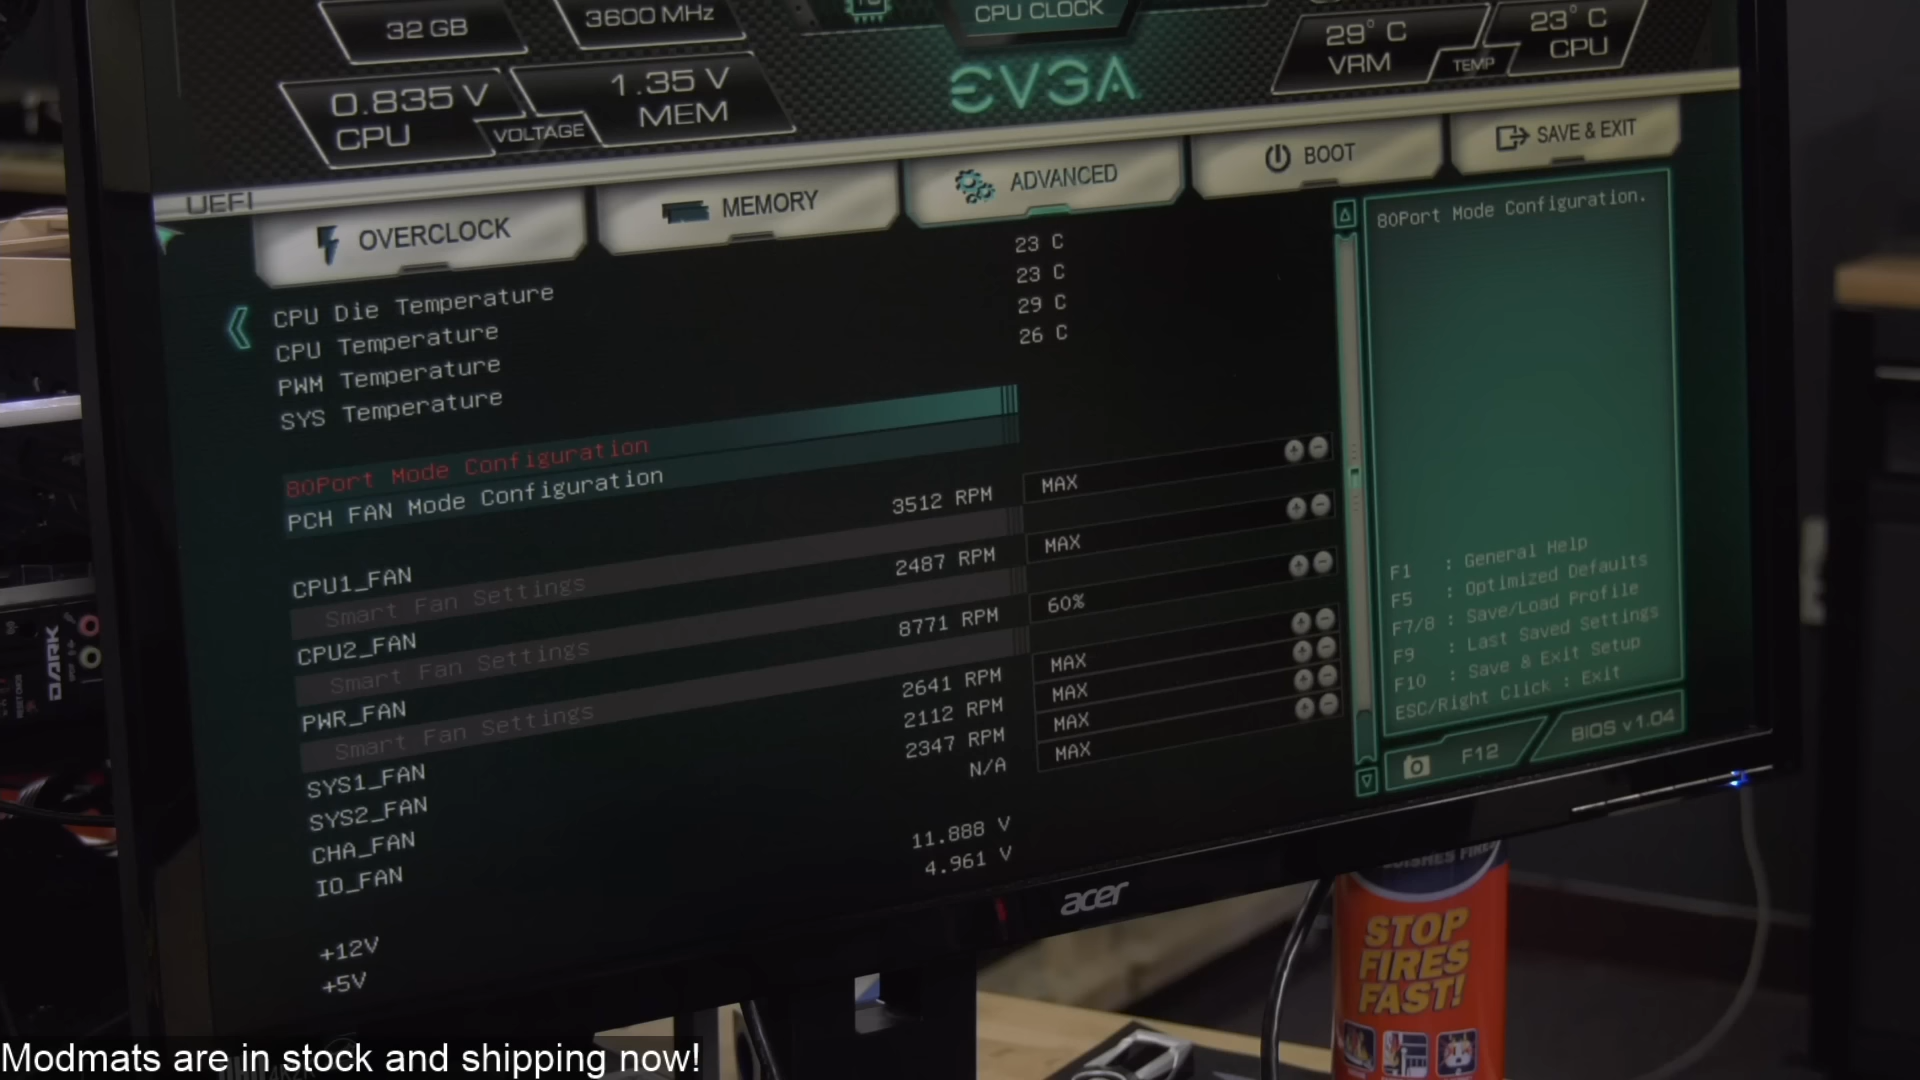 32 GB
3600 MHz
CPU CLOCK
29° C
VRM
TEMP
23° C
CPU
0.835 V
CPU
VOLTAGE
1.35 V
MEM
EVGA
UEFI
OVERCLOCK
MEMORY
ADVANCED
BOOT
SAVE & EXIT
CPU Die Temperature 23 C
CPU Temperature 23 C
PWM Temperature 29 C
SYS Temperature 26 C
80Port Mode Configuration
PCH FAN Mode Configuration
CPU1_FAN 3512 RPM MAX
Smart Fan Settings
CPU2_FAN 2487 RPM MAX
Smart Fan Settings
PWR_FAN 8771 RPM 60%
Smart Fan Settings
SYS1_FAN 2641 RPM MAX
SYS2_FAN 2112 RPM MAX
CHA_FAN 2347 RPM MAX
IO_FAN N/A MAX
+12V 11.888 V
+5V 4.961 V
80Port Mode Configuration.
F1 : General Help
F5 : Optimized Defaults
F7/8 : Save/Load Profile
F9 : Last Saved Settings
F10 : Save & Exit Setup
ESC/Right Click : Exit
F12
BIOS v1.04
acer
DARK
STOP
FIRES
FAST!
Modmats are in stock and shipping now!